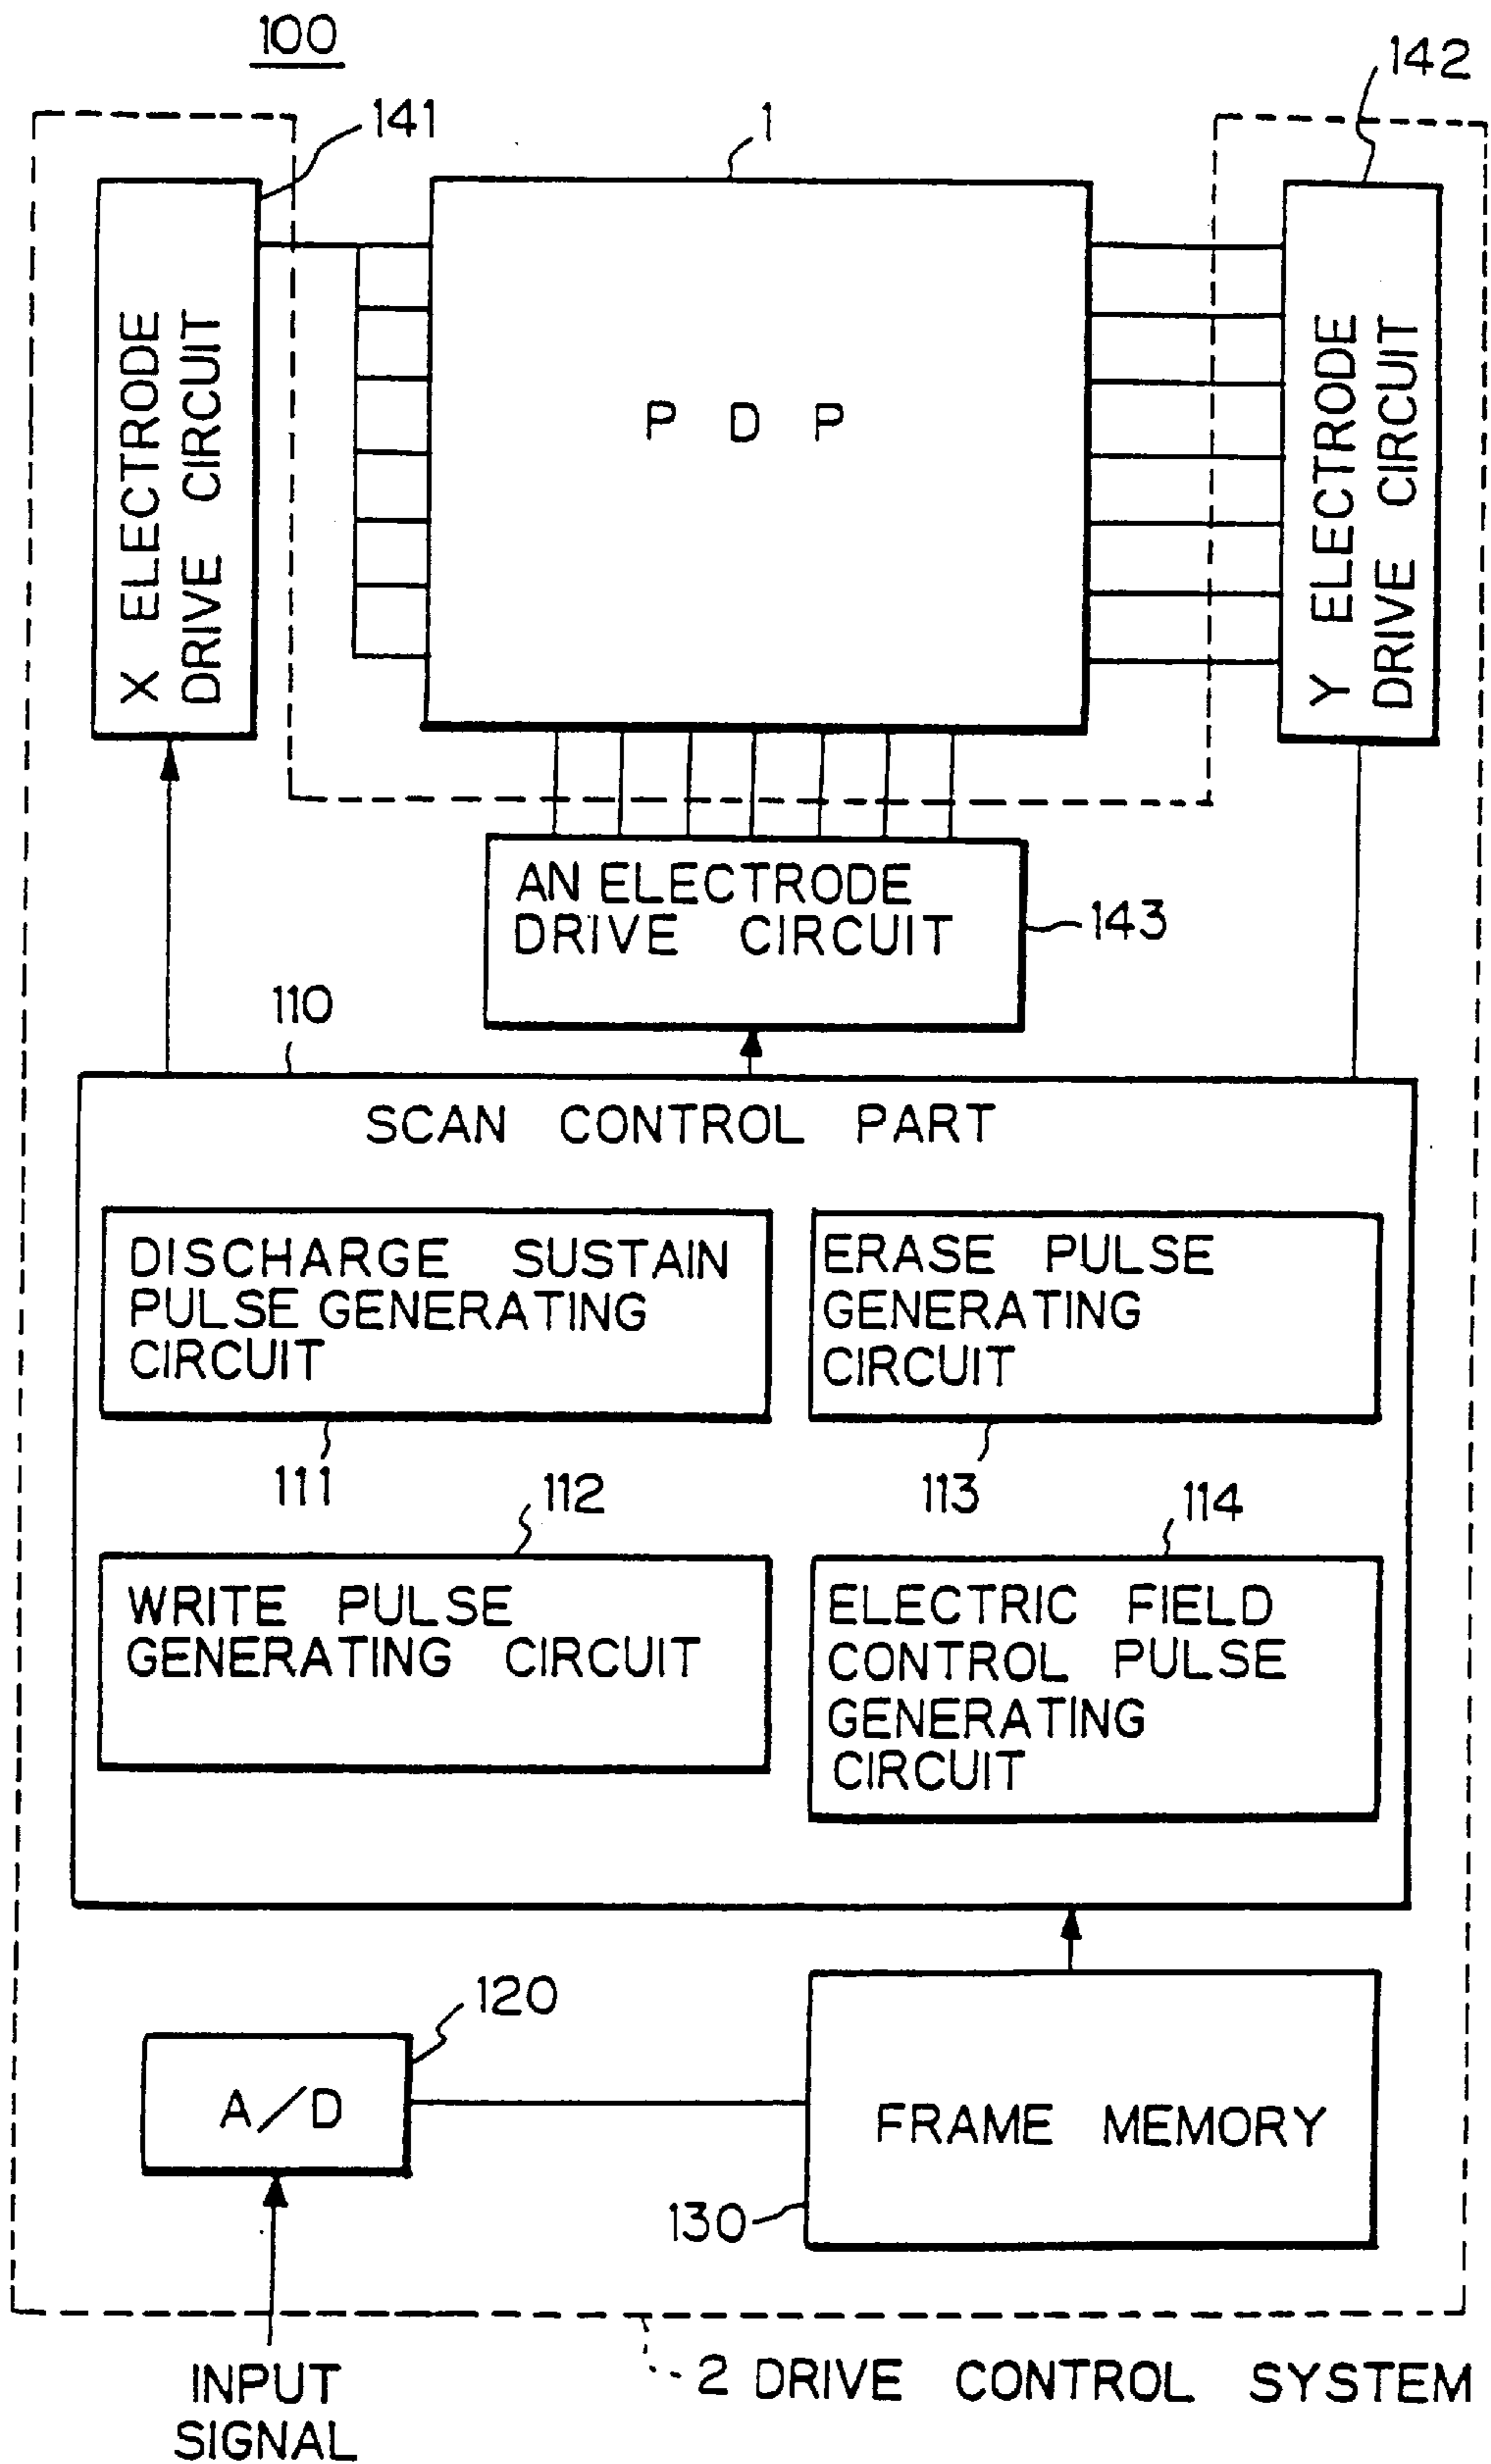 100
142
141
1
X ELECTRODE
DRIVE CIRCUIT
P D P
Y ELECTRODE
DRIVE CIRCUIT
AN ELECTRODE
DRIVE CIRCUIT
143
110
SCAN CONTROL PART
DISCHARGE SUSTAIN
PULSE GENERATING
CIRCUIT
ERASE PULSE
GENERATING
CIRCUIT
111
113
112
114
WRITE PULSE
GENERATING CIRCUIT
ELECTRIC FIELD
CONTROL PULSE
GENERATING
CIRCUIT
120
A/D
FRAME MEMORY
130
INPUT
SIGNAL
2 DRIVE CONTROL SYSTEM